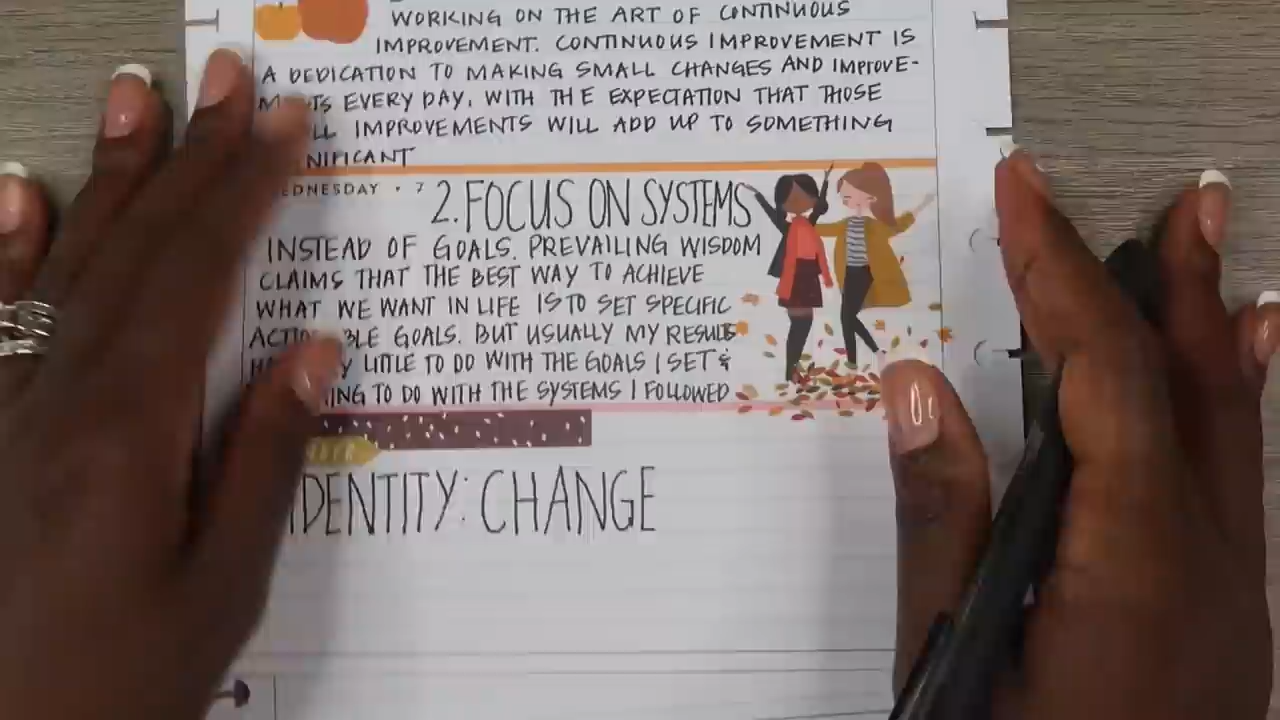 WORKING ON THE ART OF CONTINUOUS
IMPROVEMENT. CONTINUOUS IMPROVEMENT IS
A DEDICATION TO MAKING SMALL CHANGES AND IMPROVE-
EVERY DAY, WITH THE EXPECTATION THAT THOSE
IMPROVEMENTS WILL ADD UP TO SOMETHING
EDNESDAY • 7
2. FOCUS ON SYSTEMS
INSTEAD OF GOALS. PREVAILING WISDOM
CLAIMS THAT THE BEST WAY TO ACHIEVE
WHAT WE WANT IN LIFE IS TO SET SPECIFIC
GOALS. BUT USUALLY MY RESULTS
LITTLE TO DO WITH THE GOALS I SET &
TO DO WITH THE SYSTEMS I FOLLOWED
IDENTITY: CHANGE